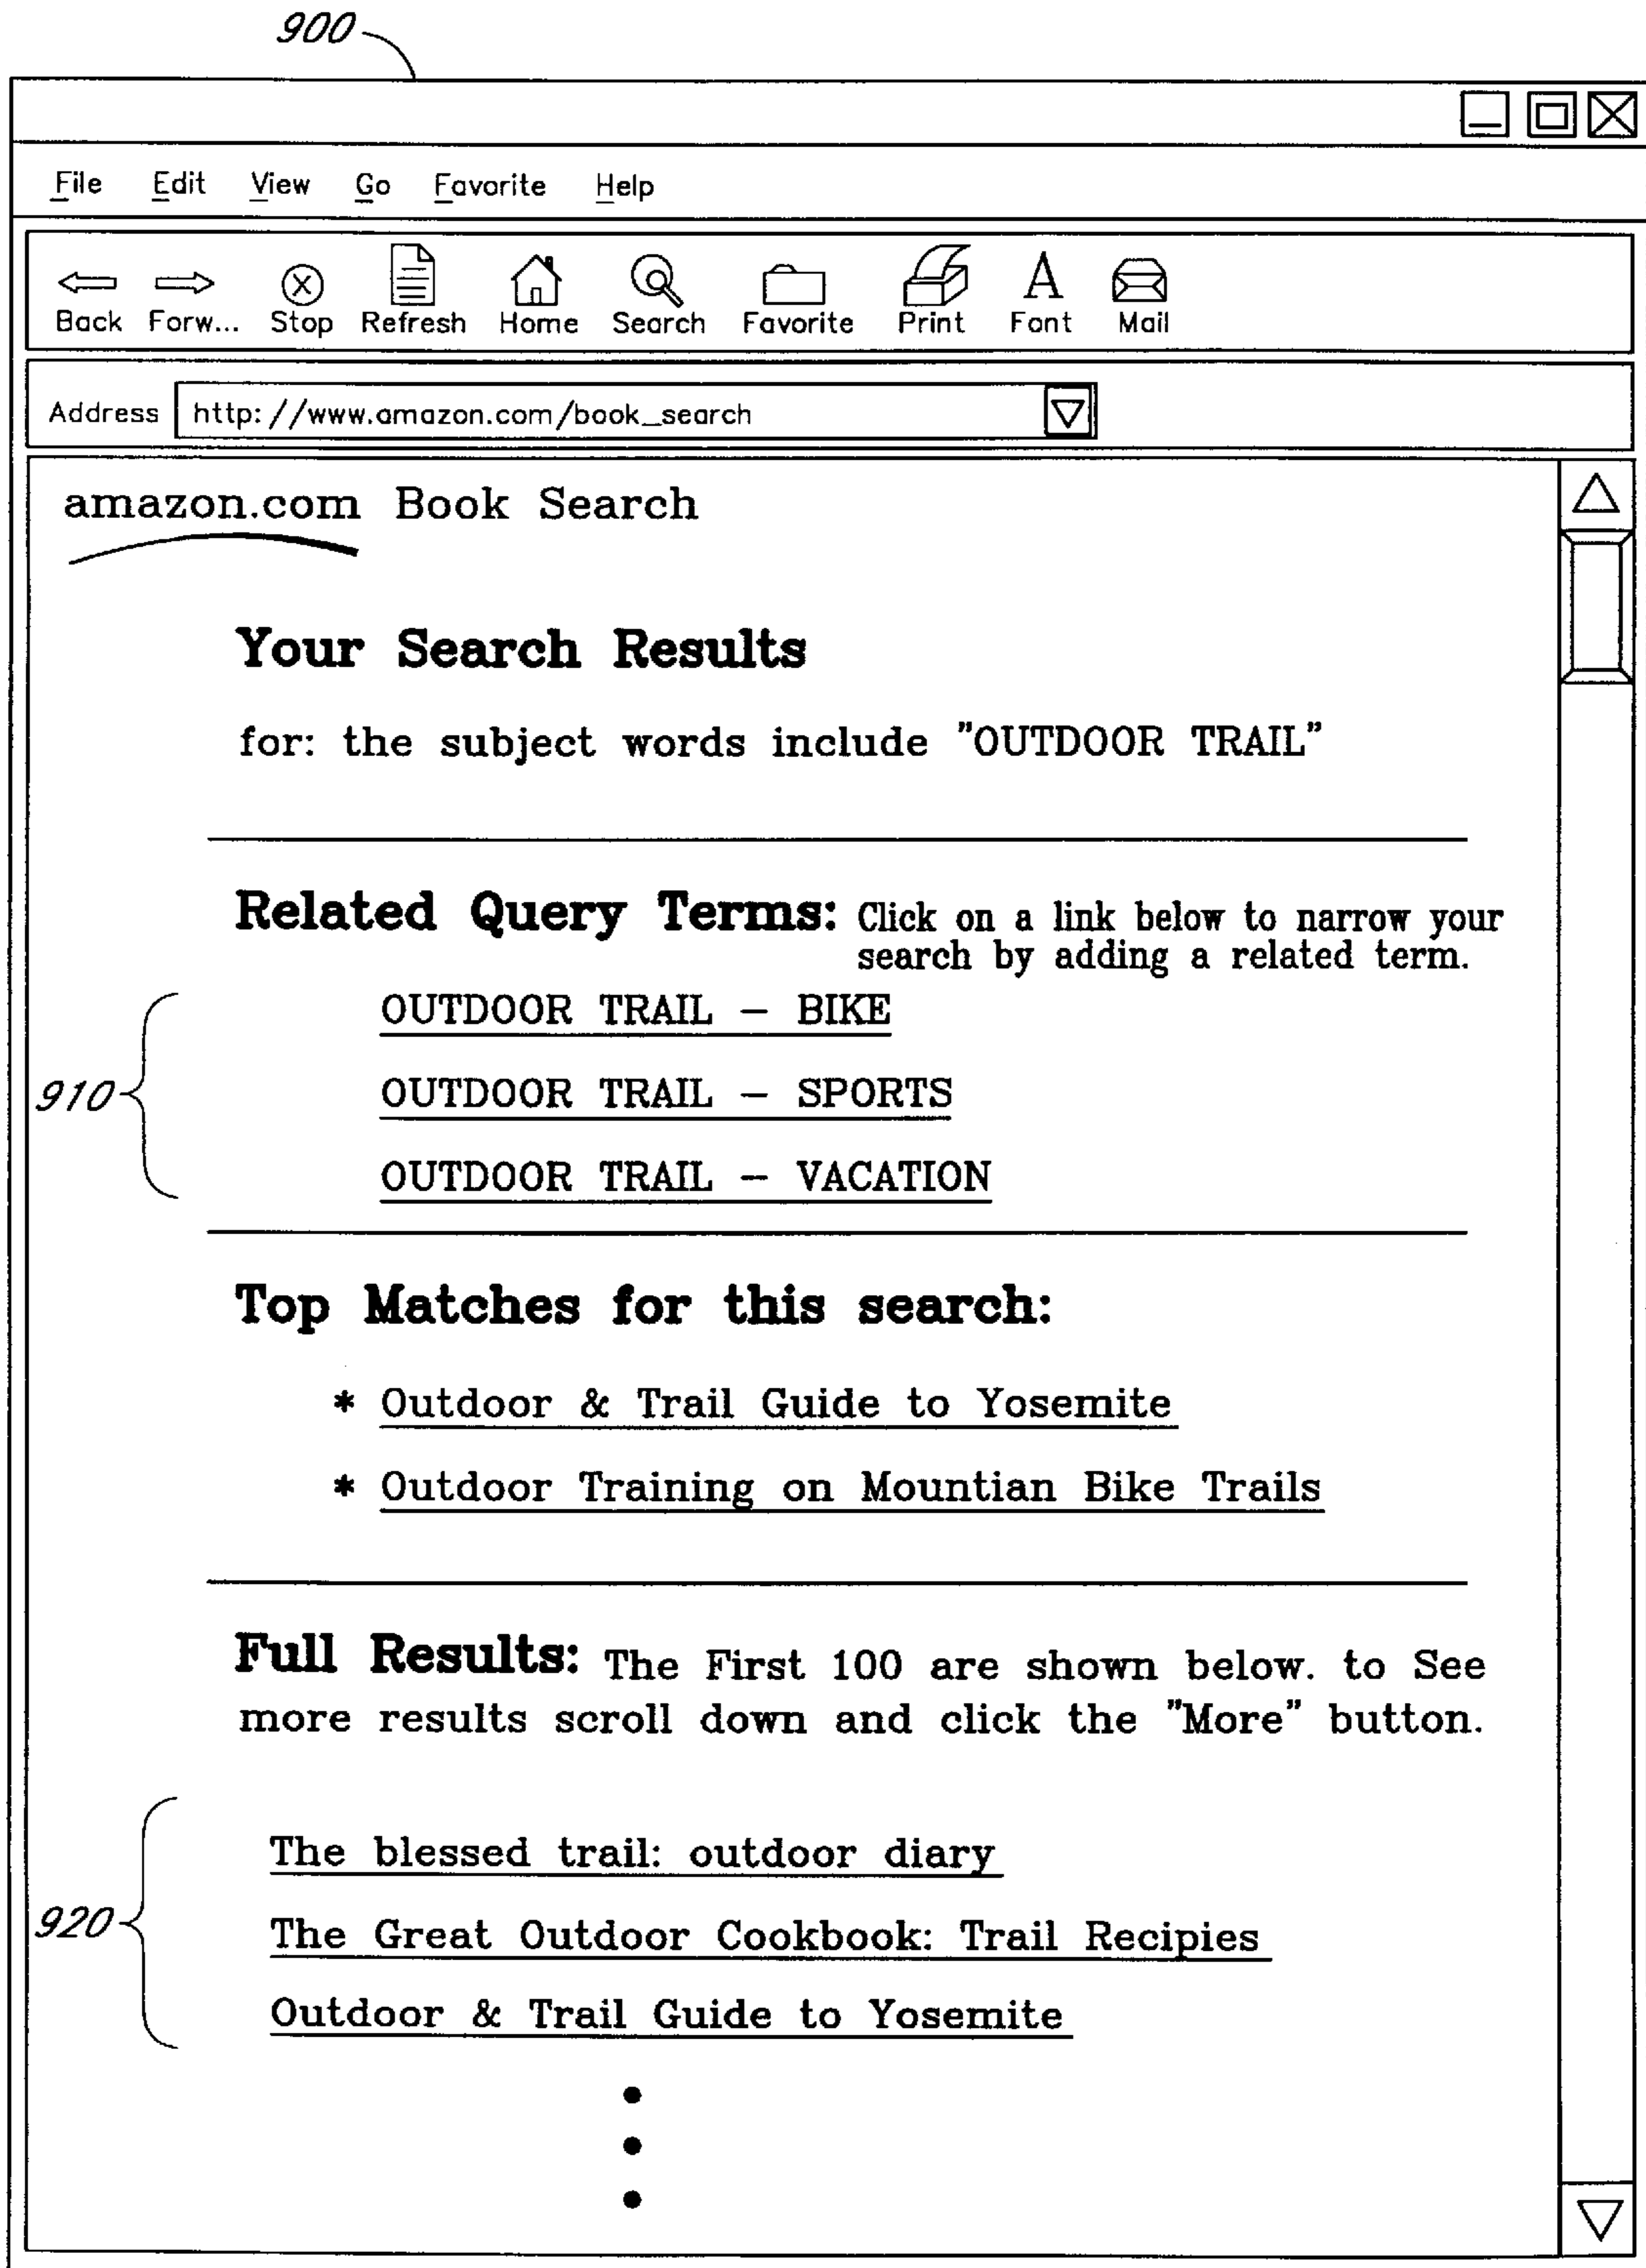 900
File Edit View Go Favorite Help
Back Forw... Stop Refresh Home Search Favorite Print Font Mail
Address http://www.amazon.com/book_search
amazon.com Book Search
Your Search Results
for: the subject words include "OUTDOOR TRAIL"
Related Query Terms: Click on a link below to narrow your
search by adding a related term.
OUTDOOR TRAIL – BIKE
910
OUTDOOR TRAIL – SPORTS
OUTDOOR TRAIL – VACATION
Top Matches for this search:
* Outdoor & Trail Guide to Yosemite
* Outdoor Training on Mountian Bike Trails
Full Results: The First 100 are shown below. to See
more results scroll down and click the "More" button.
The blessed trail: outdoor diary
920
The Great Outdoor Cookbook: Trail Recipies
Outdoor & Trail Guide to Yosemite